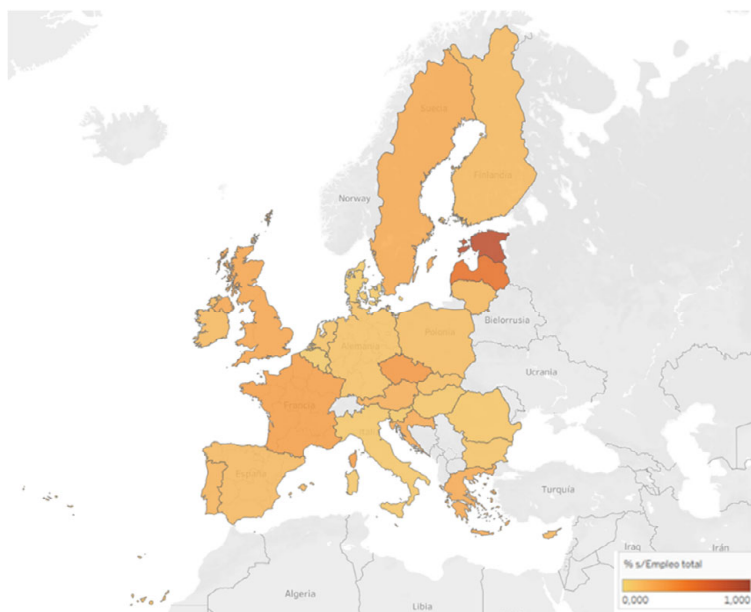 Suecia
Finlandia
Norway
Bielorrusia
Polonia
Alemania
Ucrania
Francia
España
Turquía
Iraq
Irán
Argelia
Libia
% s/Empleo total
0,000
1,000